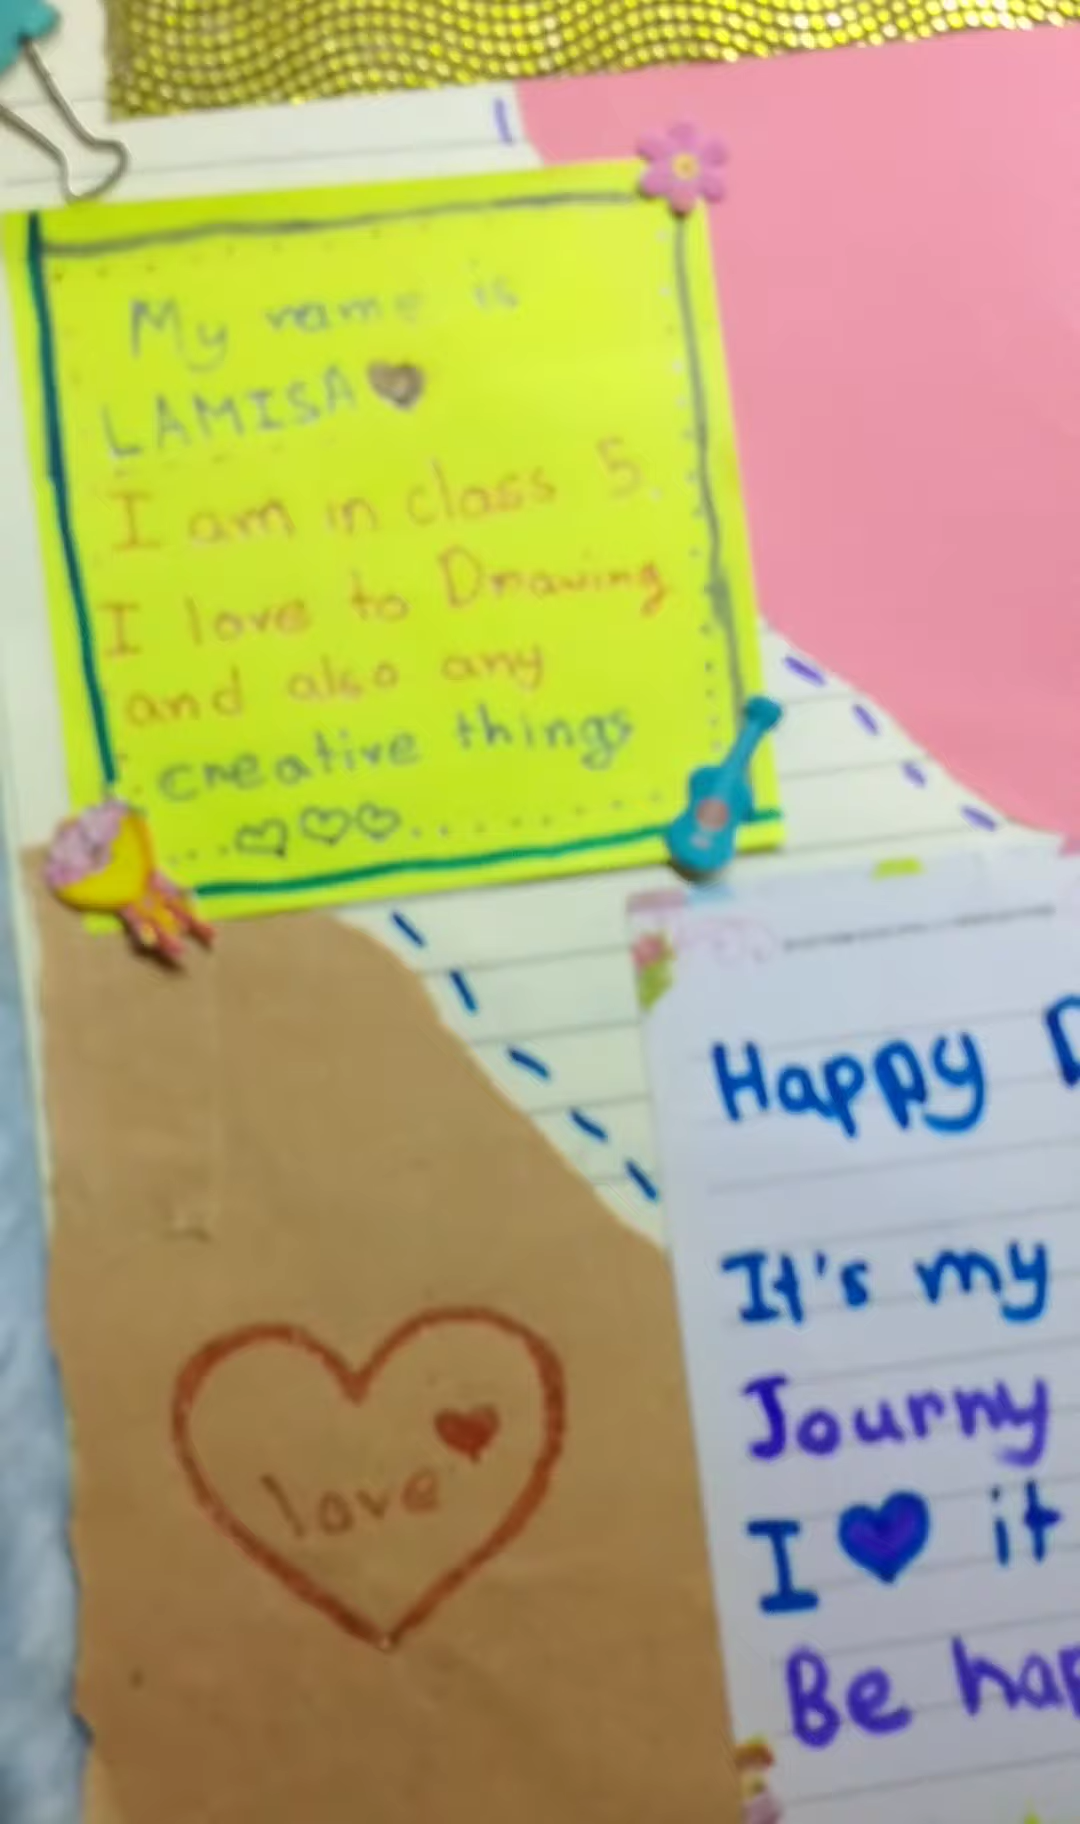 My name is
LAMISA
I am in class 5.
I love to Drawing
and also any
creative things
love
Happy
It's my
Journy
I it
Be